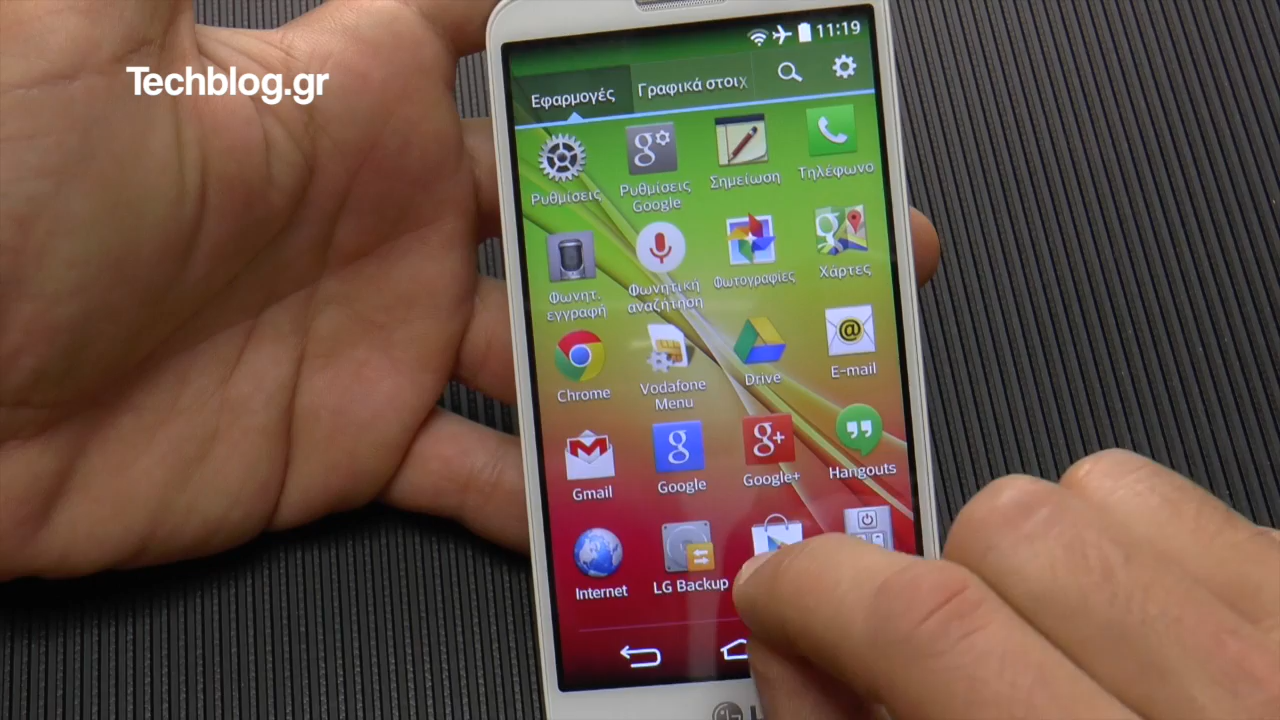 Techblog.gr
11:19
Εφαρμογές
Γραφικά στοιχ
Ρυθμίσεις
Ρυθμίσεις
Google
Σημείωση
Τηλέφωνο
Φωνητ.
εγγραφή
Φωνητική
αναζήτηση
Φωτογραφίες
Χάρτες
Chrome
Vodafone
Menu
Drive
E-mail
Gmail
Google
Google+
Hangouts
Internet
LG Backup